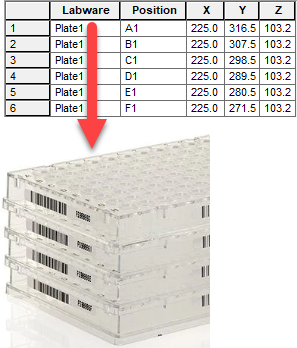 Labware Position X Y Z
1 Plate1 A1 225.0 316.5 103.2
2 Plate1 B1 225.0 307.5 103.2
3 Plate1 C1 225.0 298.5 103.2
4 Plate1 D1 225.0 289.5 103.2
5 Plate1 E1 225.0 280.5 103.2
6 Plate1 F1 225.0 271.5 103.2